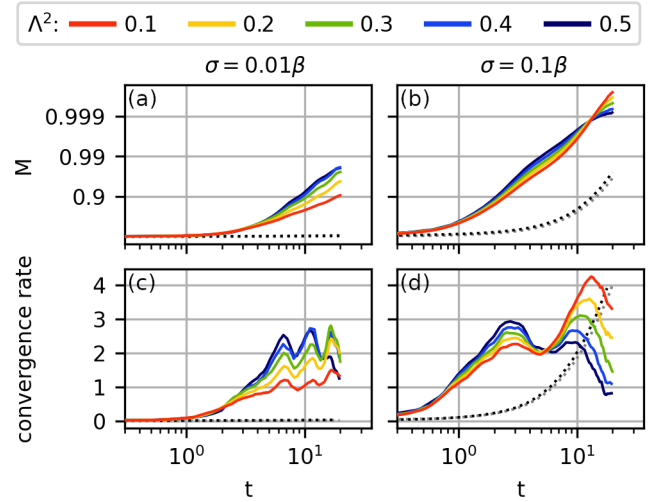 Λ²: 0.1 0.2 0.3 0.4 0.5
σ = 0.01β σ = 0.1β
(a) (b)
0.999
0.99
0.9
M
(c) (d)
4
3
2
1
0
convergence rate
10⁰ 10¹ 10⁰ 10¹
t t